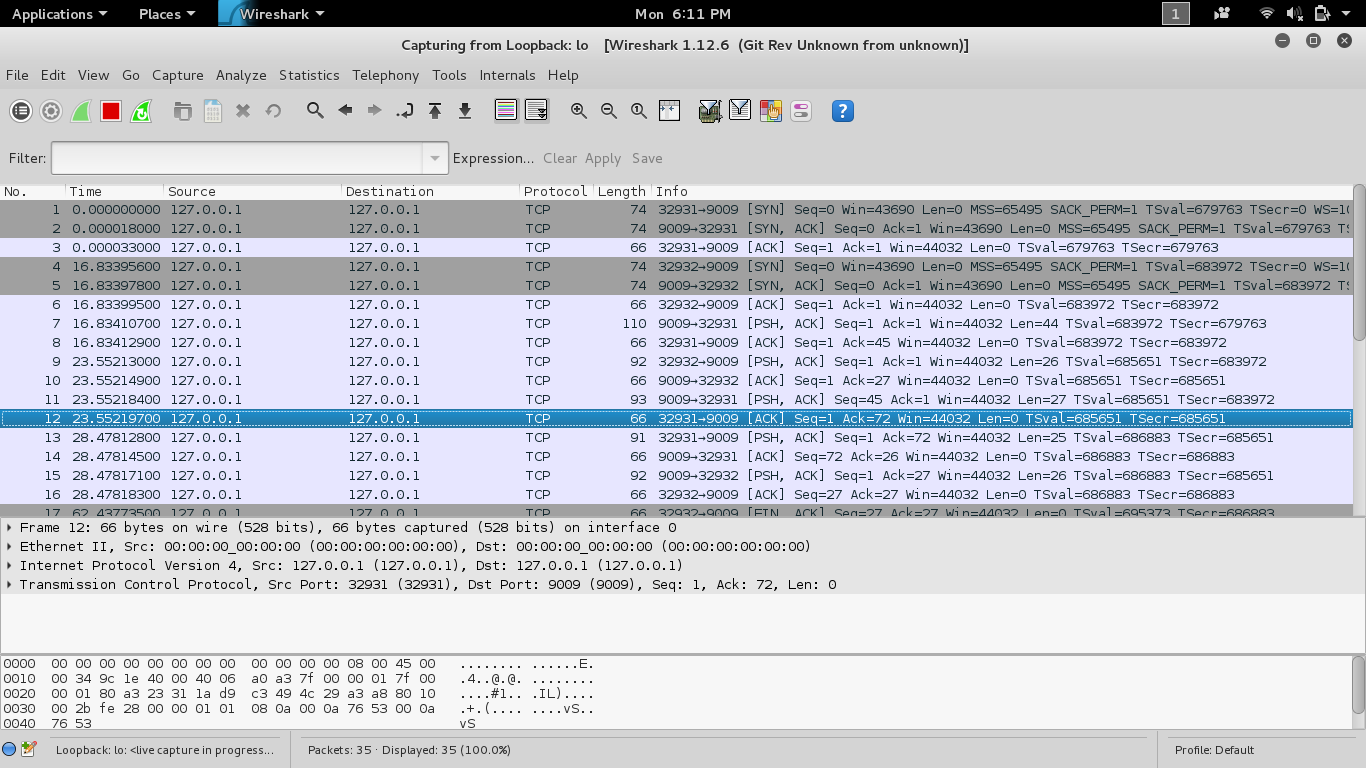 Applications Places Wireshark Mon 6:11 PM 1
Capturing from Loopback: lo [Wireshark 1.12.6 (Git Rev Unknown from unknown)]
File Edit View Go Capture Analyze Statistics Telephony Tools Internals Help
Filter: Expression... Clear Apply Save
No. Time Source Destination Protocol Length Info
1 0.000000000 127.0.0.1 127.0.0.1 TCP 74 32931→9009 [SYN] Seq=0 Win=43690 Len=0 MSS=65495 SACK_PERM=1 TSval=679763 TSecr=0
2 0.000018000 127.0.0.1 127.0.0.1 TCP 74 9009→32931 [SYN, ACK] Seq=0 Ack=1 Win=43690 Len=0 MSS=65495 SACK_PERM=1 TSval=679763
3 0.000033000 127.0.0.1 127.0.0.1 TCP 66 32931→9009 [ACK] Seq=1 Ack=1 Win=44032 Len=0 TSval=679763 TSecr=679763
4 16.83395600 127.0.0.1 127.0.0.1 TCP 74 32932→9009 [SYN] Seq=0 Win=43690 Len=0 MSS=65495 SACK_PERM=1 TSval=683972 TSecr=0
5 16.83397800 127.0.0.1 127.0.0.1 TCP 74 9009→32932 [SYN, ACK] Seq=0 Ack=1 Win=43690 Len=0 MSS=65495 SACK_PERM=1 TSval=683972
6 16.83399500 127.0.0.1 127.0.0.1 TCP 66 32932→9009 [ACK] Seq=1 Ack=1 Win=44032 Len=0 TSval=683972 TSecr=683972
7 16.83410700 127.0.0.1 127.0.0.1 TCP 110 9009→32931 [PSH, ACK] Seq=1 Ack=1 Win=44032 Len=44 TSval=683972 TSecr=679763
8 16.83412900 127.0.0.1 127.0.0.1 TCP 66 32931→9009 [ACK] Seq=1 Ack=45 Win=44032 Len=0 TSval=683972 TSecr=683972
9 23.55213000 127.0.0.1 127.0.0.1 TCP 92 32932→9009 [PSH, ACK] Seq=1 Ack=1 Win=44032 Len=26 TSval=685651 TSecr=683972
10 23.55214900 127.0.0.1 127.0.0.1 TCP 66 9009→32932 [ACK] Seq=1 Ack=27 Win=44032 Len=0 TSval=685651 TSecr=685651
11 23.55218400 127.0.0.1 127.0.0.1 TCP 93 9009→32931 [PSH, ACK] Seq=45 Ack=1 Win=44032 Len=27 TSval=685651 TSecr=683972
12 23.55219700 127.0.0.1 127.0.0.1 TCP 66 32931→9009 [ACK] Seq=1 Ack=72 Win=44032 Len=0 TSval=685651 TSecr=685651
13 28.47812800 127.0.0.1 127.0.0.1 TCP 91 32931→9009 [PSH, ACK] Seq=1 Ack=72 Win=44032 Len=25 TSval=686883 TSecr=685651
14 28.47814500 127.0.0.1 127.0.0.1 TCP 66 9009→32931 [ACK] Seq=72 Ack=26 Win=44032 Len=0 TSval=686883 TSecr=686883
15 28.47817100 127.0.0.1 127.0.0.1 TCP 92 9009→32932 [PSH, ACK] Seq=1 Ack=27 Win=44032 Len=26 TSval=686883 TSecr=685651
16 28.47818300 127.0.0.1 127.0.0.1 TCP 66 32932→9009 [ACK] Seq=27 Ack=27 Win=44032 Len=0 TSval=686883 TSecr=686883
17 62.43773500 127.0.0.1 127.0.0.1 TCP 66 32932→9009 [FIN, ACK] Seq=27 Ack=27 Win=44032 Len=0 TSval=695373 TSecr=686883
Frame 12: 66 bytes on wire (528 bits), 66 bytes captured (528 bits) on interface 0
Ethernet II, Src: 00:00:00_00:00:00 (00:00:00:00:00:00), Dst: 00:00:00_00:00:00 (00:00:00:00:00:00)
Internet Protocol Version 4, Src: 127.0.0.1 (127.0.0.1), Dst: 127.0.0.1 (127.0.0.1)
Transmission Control Protocol, Src Port: 32931 (32931), Dst Port: 9009 (9009), Seq: 1, Ack: 72, Len: 0
0000 00 00 00 00 00 00 00 00 00 00 00 00 08 00 45 00 ........ ......E.
0010 00 34 9c 1e 40 00 40 06 a0 a3 7f 00 00 01 7f 00 .4..@.@. ........
0020 00 01 80 a3 23 31 1a d9 c3 49 4c 29 a3 a8 80 10 ....#1.. .IL)....
0030 00 2b fe 28 00 00 01 01 08 0a 00 0a 76 53 00 0a .+.(.... ....vS..
0040 76 53 vS
Loopback: lo: <live capture in progress... Packets: 35 · Displayed: 35 (100.0%) Profile: Default